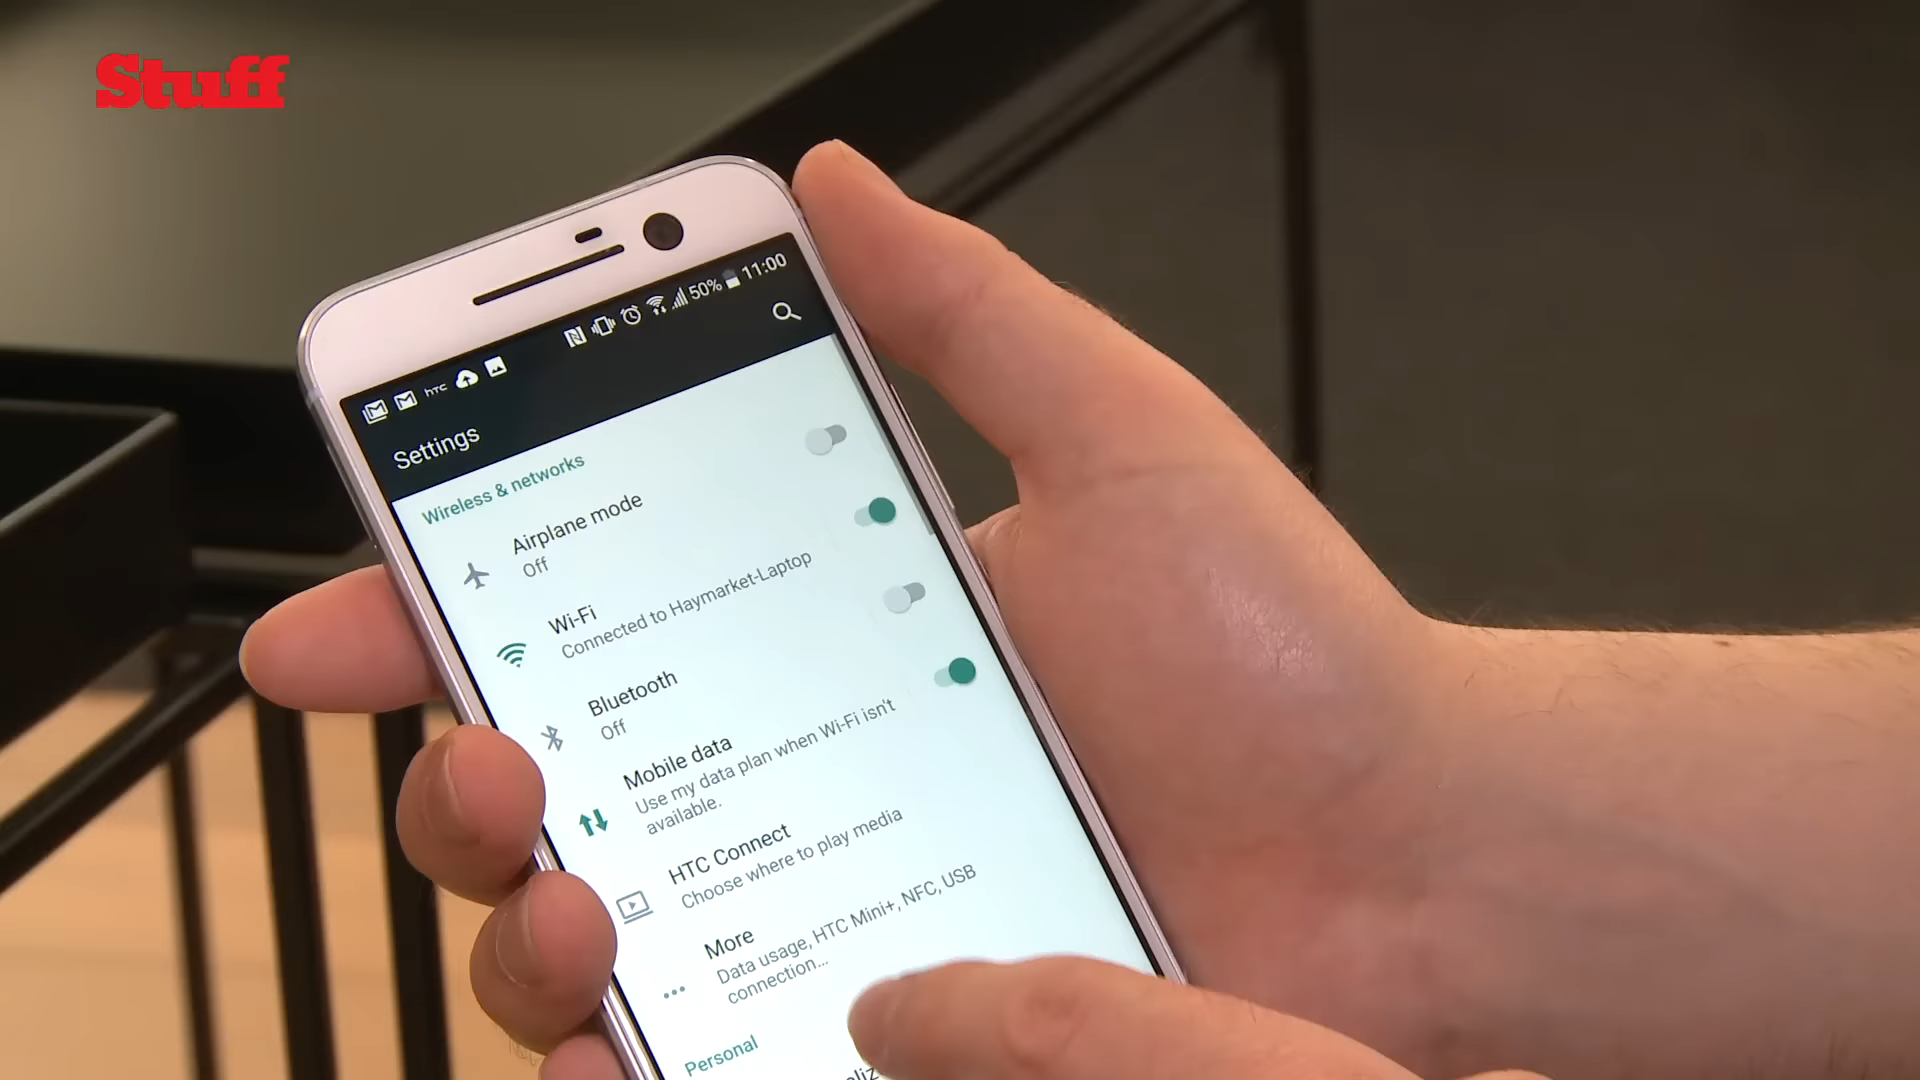 Stuff
htc
50% 11:00
Settings
Wireless & networks
Airplane mode
Off
Wi-Fi
Connected to Haymarket-Laptop
Bluetooth
Off
Mobile data
Use my data plan when Wi-Fi isn't
available.
HTC Connect
Choose where to play media
More
Data usage, HTC Mini+, NFC, USB
connection...
Personal